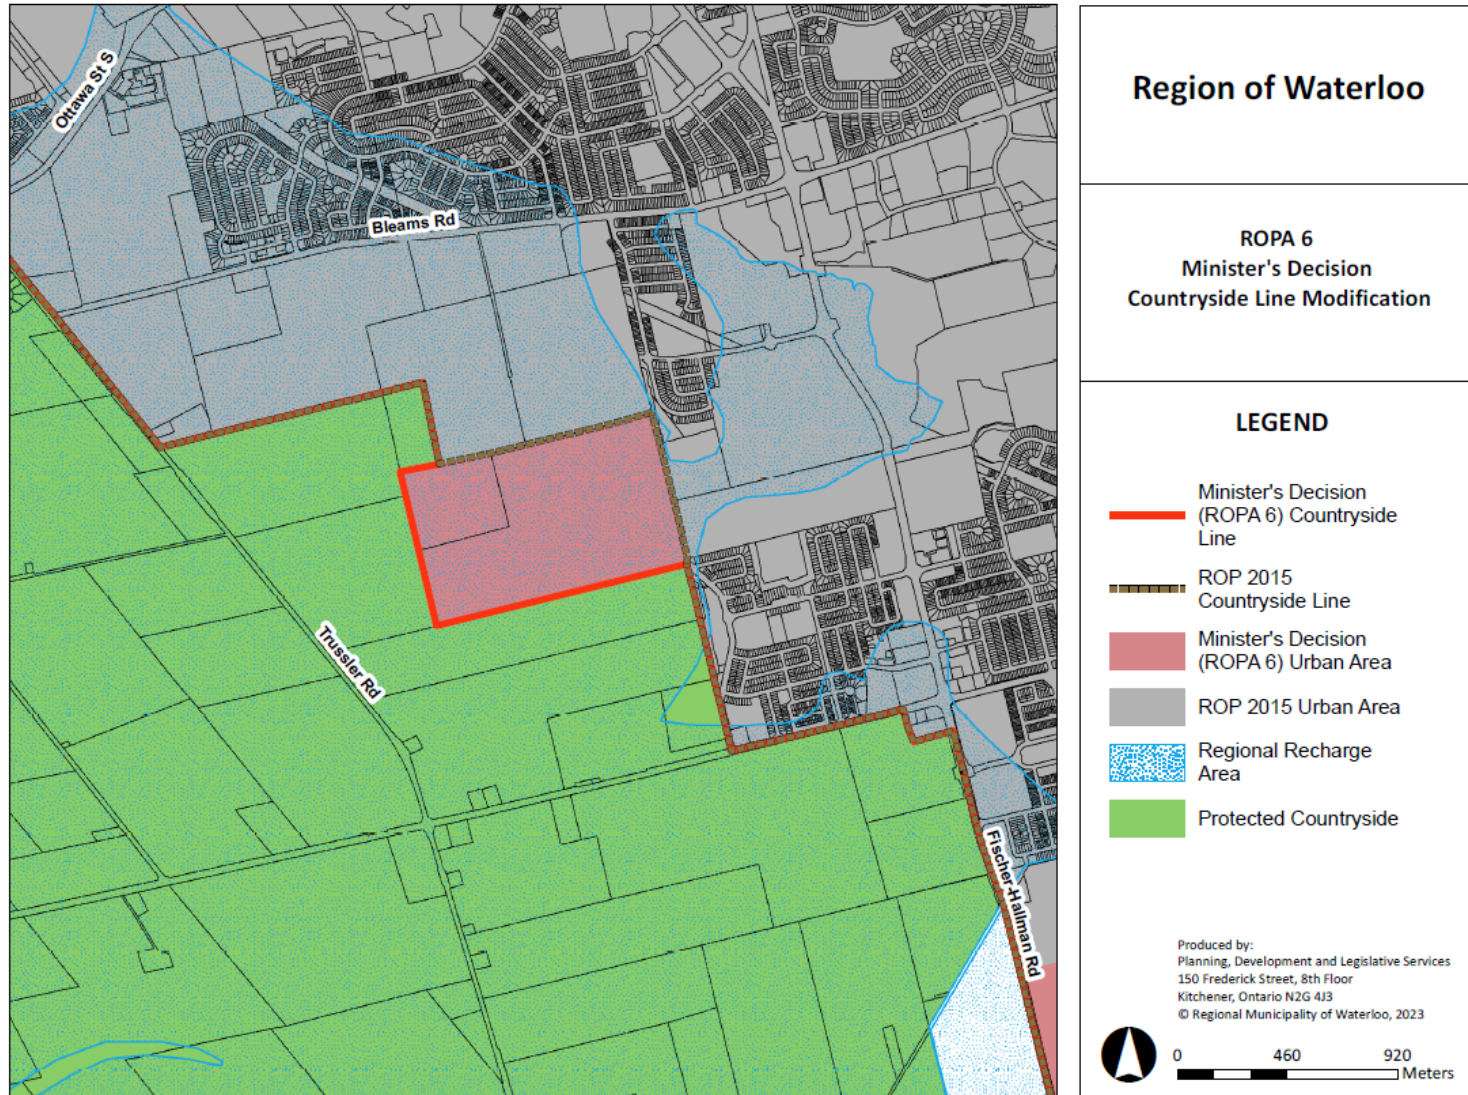 Ottawa St S
Bleams Rd
Trussler Rd
Fischer-Hallman Rd
Region of Waterloo
ROPA 6
Minister's Decision
Countryside Line Modification
LEGEND
Minister's Decision
(ROPA 6) Countryside
Line
ROP 2015
Countryside Line
Minister's Decision
(ROPA 6) Urban Area
ROP 2015 Urban Area
Regional Recharge
Area
Protected Countryside
Produced by:
Planning, Development and Legislative Services
150 Frederick Street, 8th Floor
Kitchener, Ontario N2G 4J3
© Regional Municipality of Waterloo, 2023
0 460 920
Meters